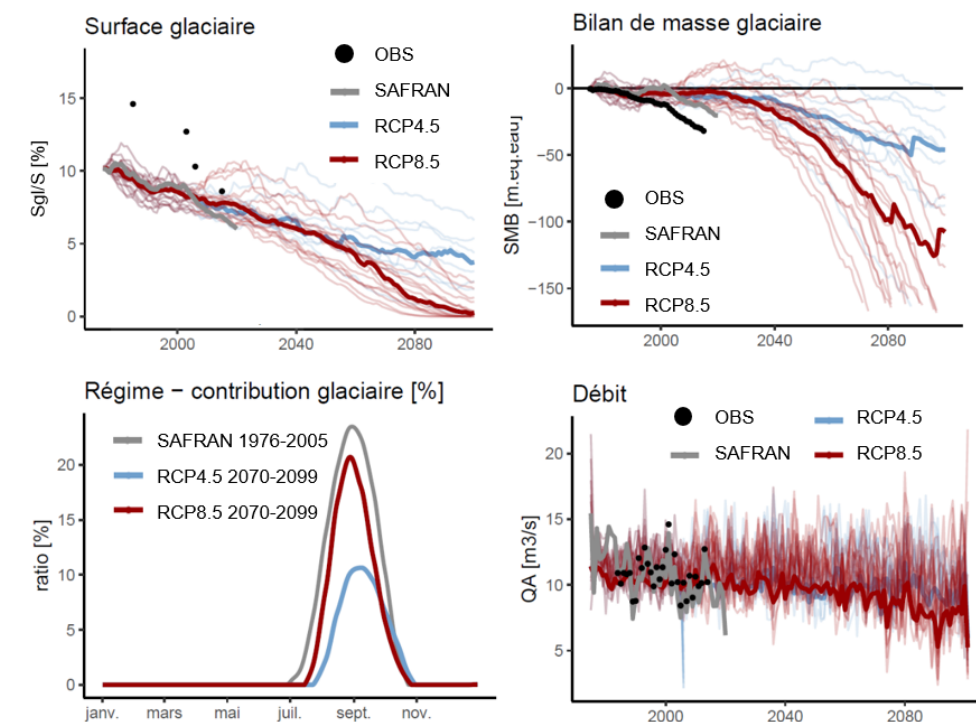 Surface glaciaire
OBS
SAFRAN
RCP4.5
RCP8.5
Sgl/S [%]
15
10
5
0
2000
2040
2080
Bilan de masse glaciaire
OBS
SAFRAN
RCP4.5
RCP8.5
SMB [m.eq.eau]
0
−50
−100
−150
2000
2040
2080
Régime − contribution glaciaire [%]
SAFRAN 1976-2005
RCP4.5 2070-2099
RCP8.5 2070-2099
ratio [%]
20
15
10
5
0
janv.
mars
mai
juil.
sept.
nov.
Débit
OBS
SAFRAN
RCP4.5
RCP8.5
QA [m3/s]
20
15
10
5
2000
2040
2080